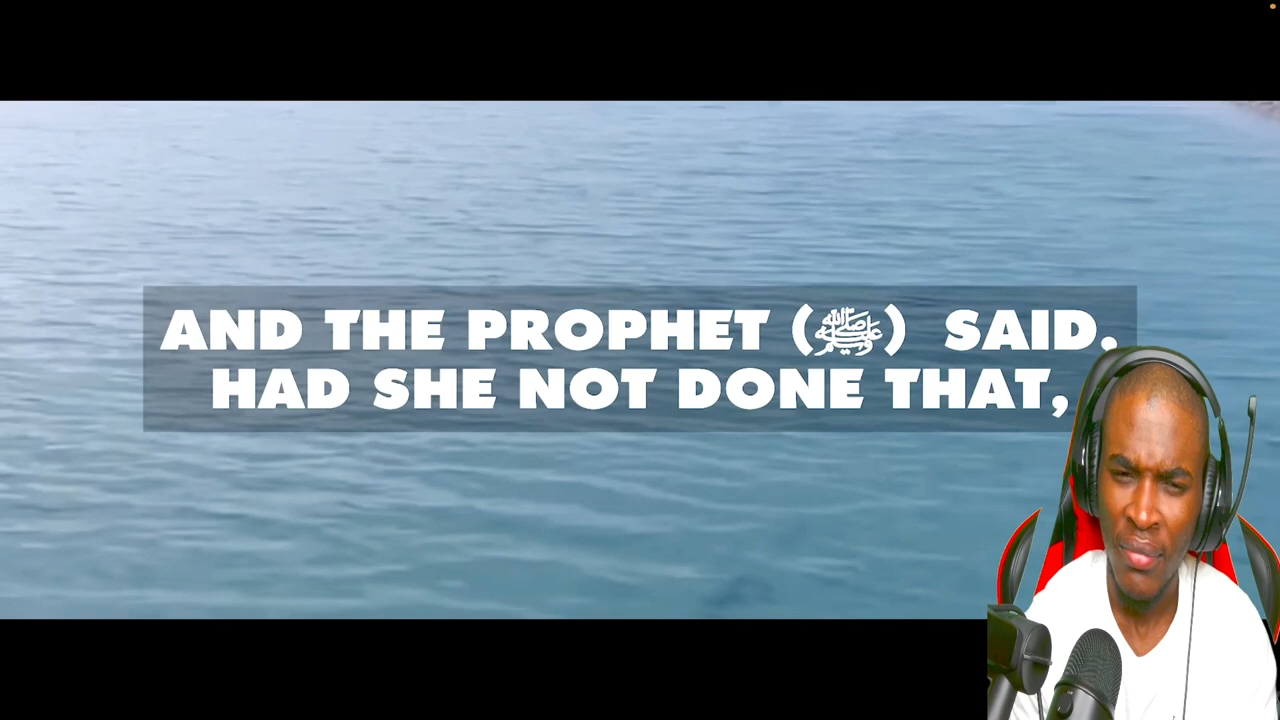 AND THE PROPHET (ﷺ) SAID.
HAD SHE NOT DONE THAT,